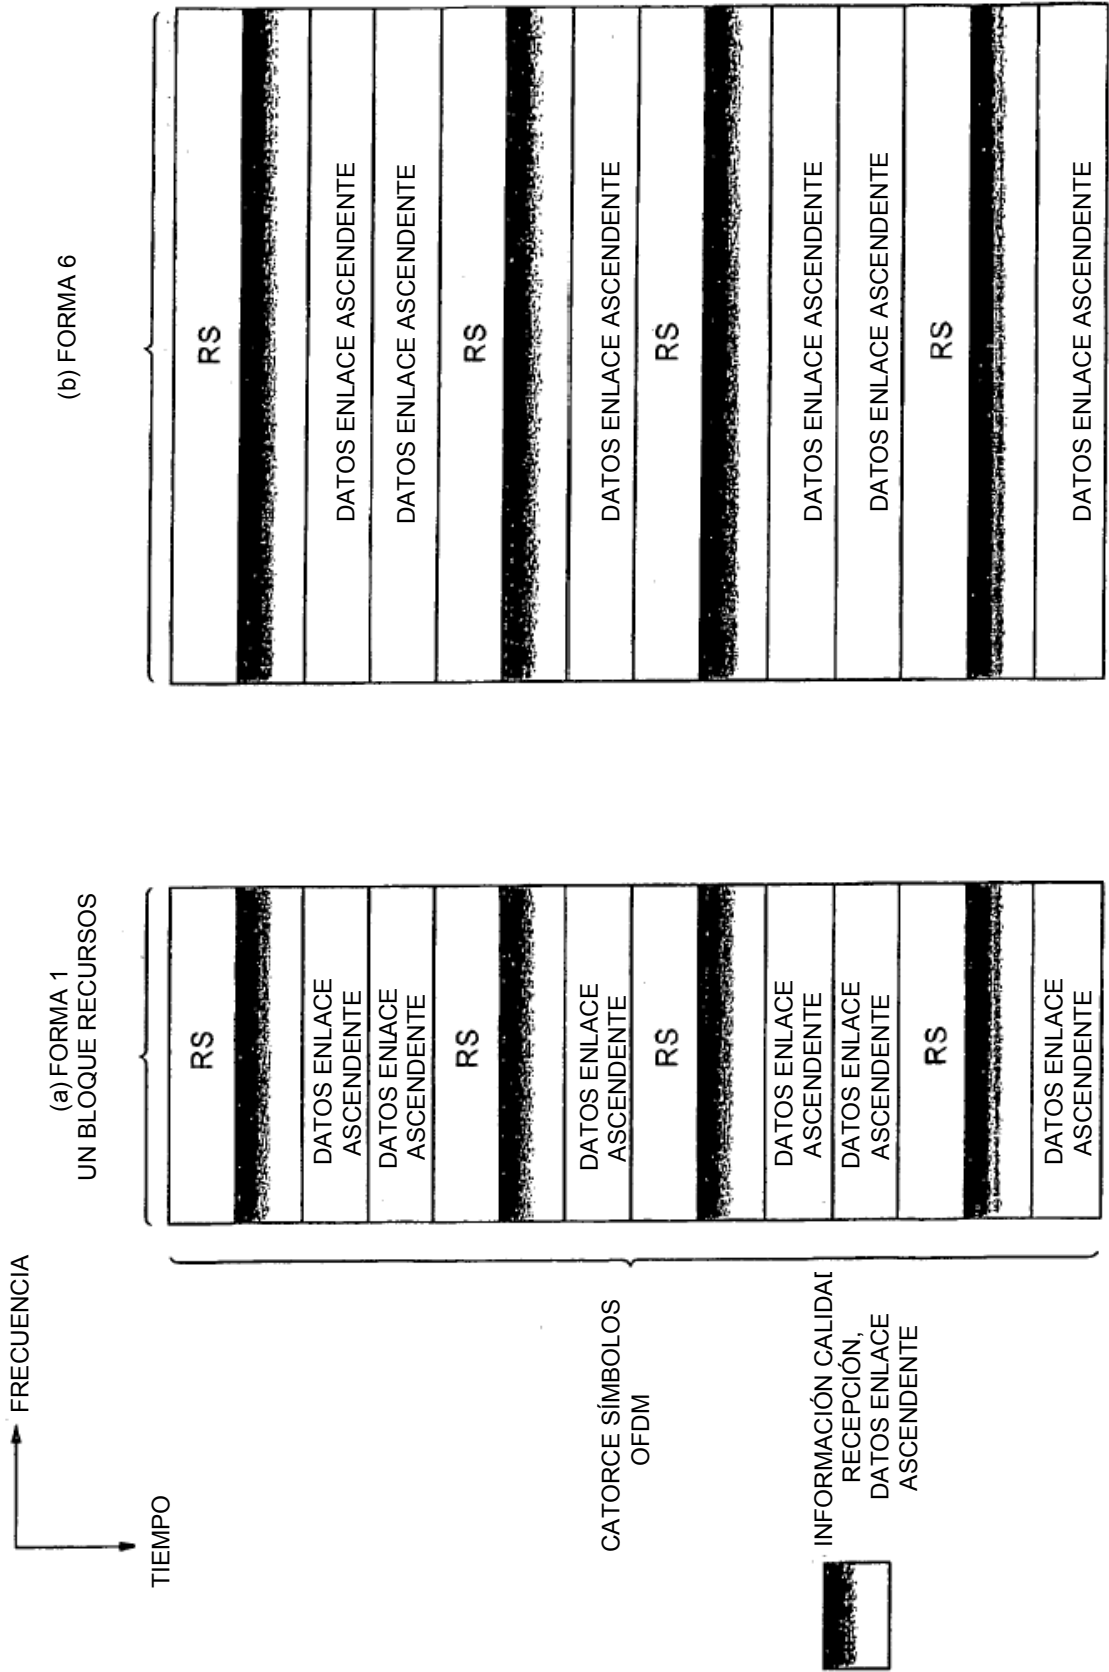 FRECUENCIA
TIEMPO
(a) FORMA 1
UN BLOQUE RECURSOS
RS
DATOS ENLACE
ASCENDENTE
DATOS ENLACE
ASCENDENTE
RS
DATOS ENLACE
ASCENDENTE
RS
DATOS ENLACE
ASCENDENTE
DATOS ENLACE
ASCENDENTE
RS
DATOS ENLACE
ASCENDENTE
(b) FORMA 6
RS
DATOS ENLACE ASCENDENTE
DATOS ENLACE ASCENDENTE
RS
DATOS ENLACE ASCENDENTE
RS
DATOS ENLACE ASCENDENTE
DATOS ENLACE ASCENDENTE
RS
DATOS ENLACE ASCENDENTE
CATORCE SÍMBOLOS
OFDM
INFORMACIÓN CALIDAD
RECEPCIÓN,
DATOS ENLACE
ASCENDENTE